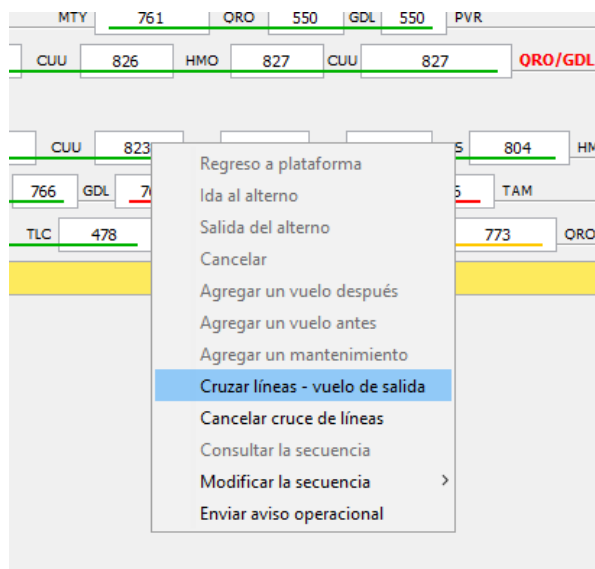 MTY 761 QRO 550 GDL 550 PVR
CUU 826 HMO 827 CUU 827 QRO/GDL
CUU 823 S 804 HM
766 GDL 76 5 TAM
TLC 478 773 QRO
Regreso a plataforma
Ida al alterno
Salida del alterno
Cancelar
Agregar un vuelo después
Agregar un vuelo antes
Agregar un mantenimiento
Cruzar líneas - vuelo de salida
Cancelar cruce de líneas
Consultar la secuencia
Modificar la secuencia >
Enviar aviso operacional